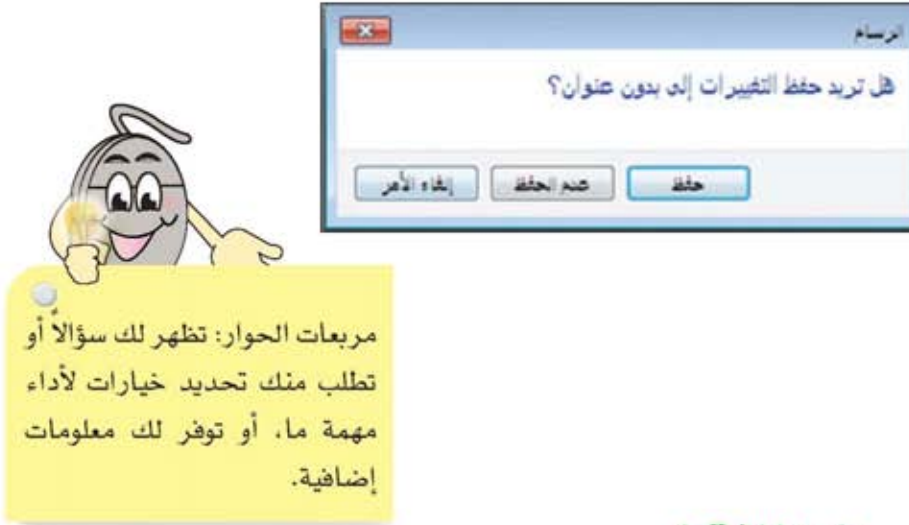 الرسام
هل تريد حفظ التغييرات إلى بدون عنوان؟
حفظ
عدم الحفظ
إلغاء الأمر
مربعات الحوار: تظهر لك سؤالاً أو
تطلب منك تحديد خيارات لأداء
مهمة ما، أو توفر لك معلومات
إضافية.